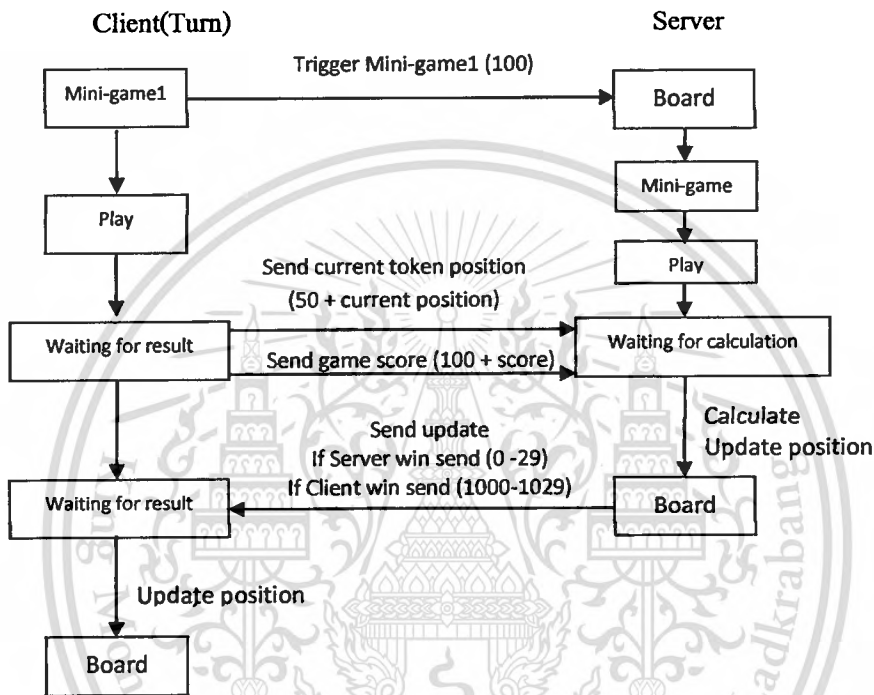 Client(Turn)
Server
Trigger Mini-game1 (100)
Mini-game1
Board
Mini-game
Play
Play
Send current token position
(50 + current position)
Waiting for result
Waiting for calculation
Send game score (100 + score)
Calculate
Update position
Send update
If Server win send (0 -29)
If Client win send (1000-1029)
Waiting for result
Board
Update position
Board
adkrabang